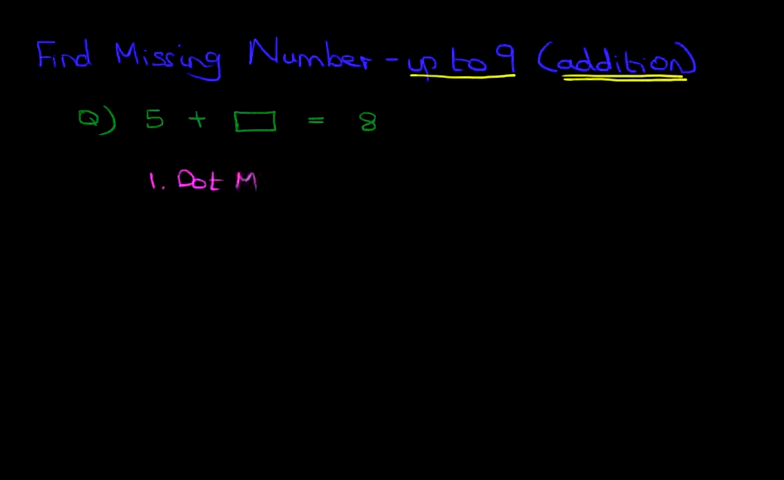 Find Missing Number - up to 9 (addition)
Q) 5 + □ = 8
1. Dot M